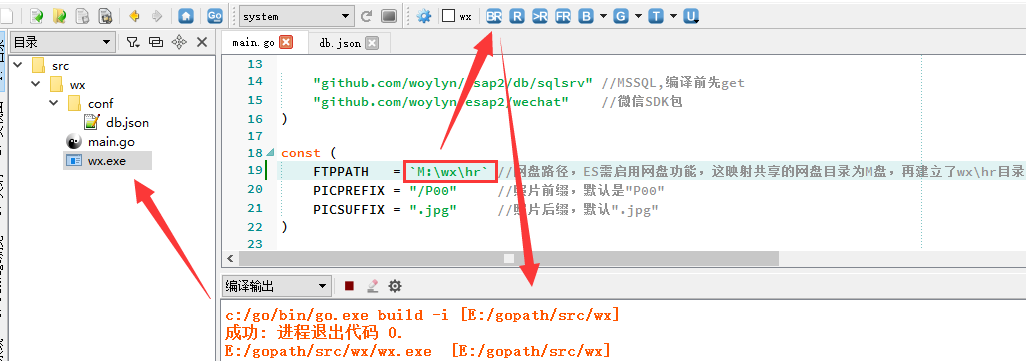 system
wx
BR
R
>R
FR
B
G
T
U
Go
目录
src
wx
conf
db.json
main.go
wx.exe
main.go
db.json
13
14 "github.com/woylyn/esap2/db/sqlsrv" //MSSQL,编译前先get
15 "github.com/woylyn/esap2/wechat" //微信SDK包
16 )
17
18 const (
19 FTPPATH = `M:\wx\hr` //网盘路径，ES需启用网盘功能，这映射共享的网盘目录为M盘，再建立了wx\hr目录
20 PICPREFIX = "/P00" //照片前缀，默认是"P00"
21 PICSUFFIX = ".jpg" //照片后缀，默认".jpg"
22 )
23
编译输出
c:/go/bin/go.exe build -i [E:/gopath/src/wx]
成功: 进程退出代码 0.
E:/gopath/src/wx/wx.exe [E:/gopath/src/wx]